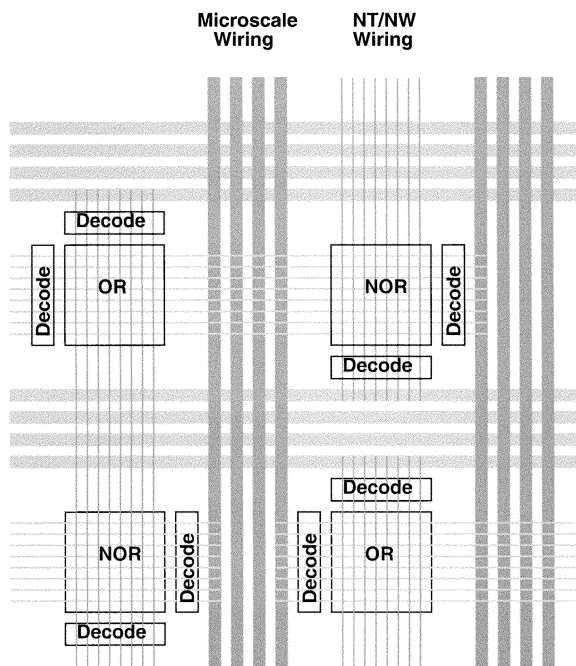 Microscale
Wiring
NT/NW
Wiring
Decode
Decode
OR
NOR
Decode
Decode
Decode
NOR
Decode
Decode
OR
Decode